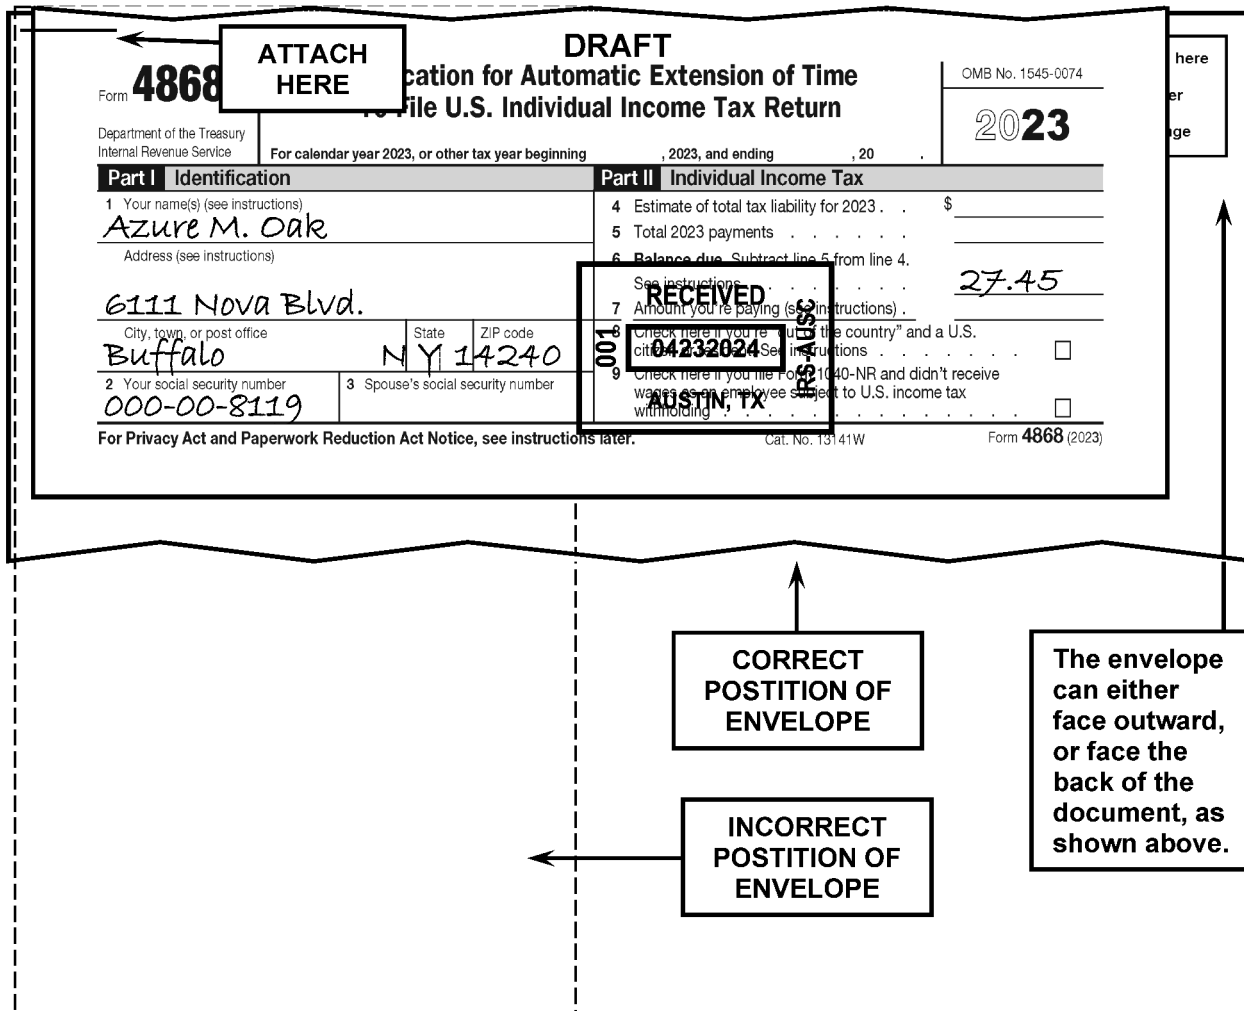 DRAFT
ATTACH
HERE
Form 4868
cation for Automatic Extension of Time
File U.S. Individual Income Tax Return
OMB No. 1545-0074
2023
here
er
ge
Department of the Treasury
Internal Revenue Service
For calendar year 2023, or other tax year beginning , 2023, and ending , 20 .
Part I Identification
1 Your name(s) (see instructions)
Azure M. Oak
Address (see instructions)
6111 Nova Blvd.
City, town, or post office State ZIP code
Buffalo NY 14240
2 Your social security number 3 Spouse's social security number
000-00-8119
Part II Individual Income Tax
4 Estimate of total tax liability for 2023 . . $
5 Total 2023 payments . . . . . .
6 Balance due. Subtract line 5 from line 4.
See instructions . . . . . . . 27.45
7 Amount you're paying (see instructions) .
8 Check here if you're "out of the country" and a U.S.
citizen or resident. See instructions . . . . . . .
9 Check here if you file Form 1040-NR and didn't receive
wages as an employee subject to U.S. income tax
withholding . . . . . . . . . . . . . . .
RECEIVED
001
04232024
IRS-AUSC
AUSTIN, TX
For Privacy Act and Paperwork Reduction Act Notice, see instructions later. Cat. No. 13141W Form 4868 (2023)
CORRECT
POSTITION OF
ENVELOPE
INCORRECT
POSTITION OF
ENVELOPE
The envelope
can either
face outward,
or face the
back of the
document, as
shown above.